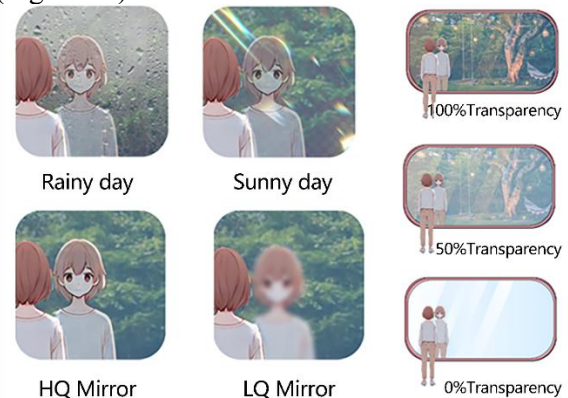 Rainy day
Sunny day
HQ Mirror
LQ Mirror
100%Transparency
50%Transparency
0%Transparency